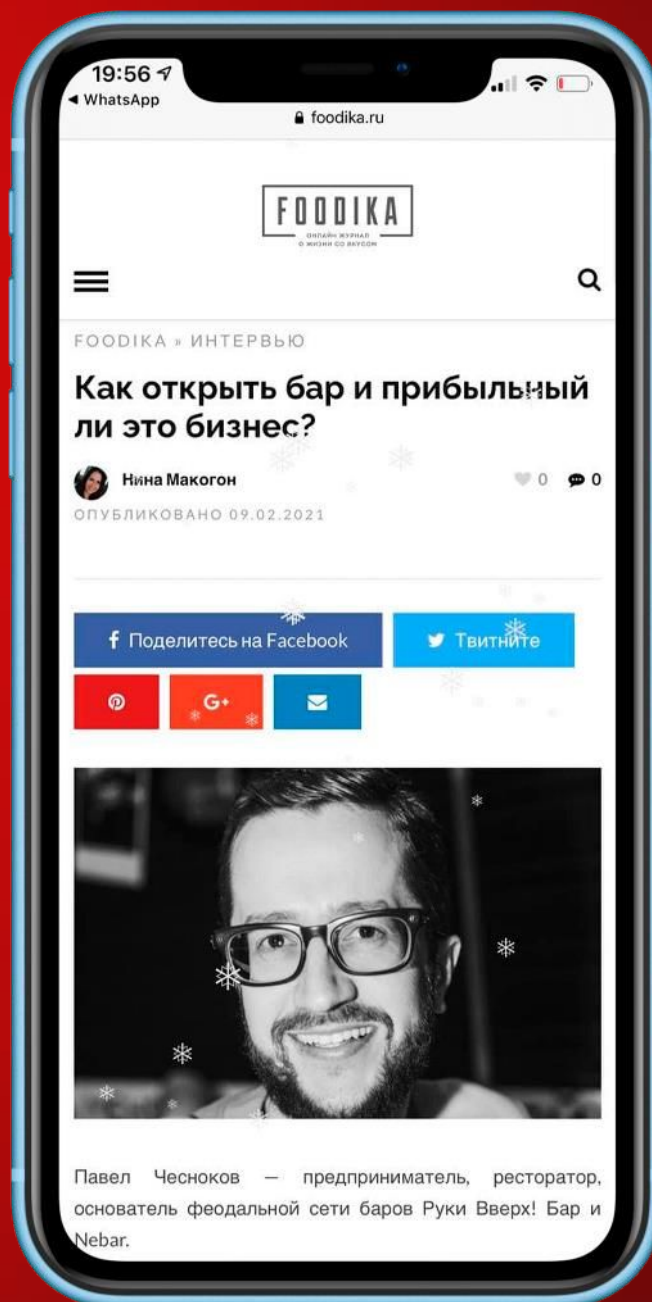 19:56
WhatsApp
foodika.ru
FOODIKA
ОНЛАЙН ЖУРНАЛ
О ЖИЗНИ СО ВКУСОМ
FOODIKA » ИНТЕРВЬЮ
Как открыть бар и прибыльный
ли это бизнес?
Нина Макогон
0 0
ОПУБЛИКОВАНО 09.02.2021
f Поделитесь на Facebook
Твитните
G+
Павел Чесноков — предприниматель, ресторатор,
основатель феодальной сети баров Руки Вверх! Бар и
Nebar.